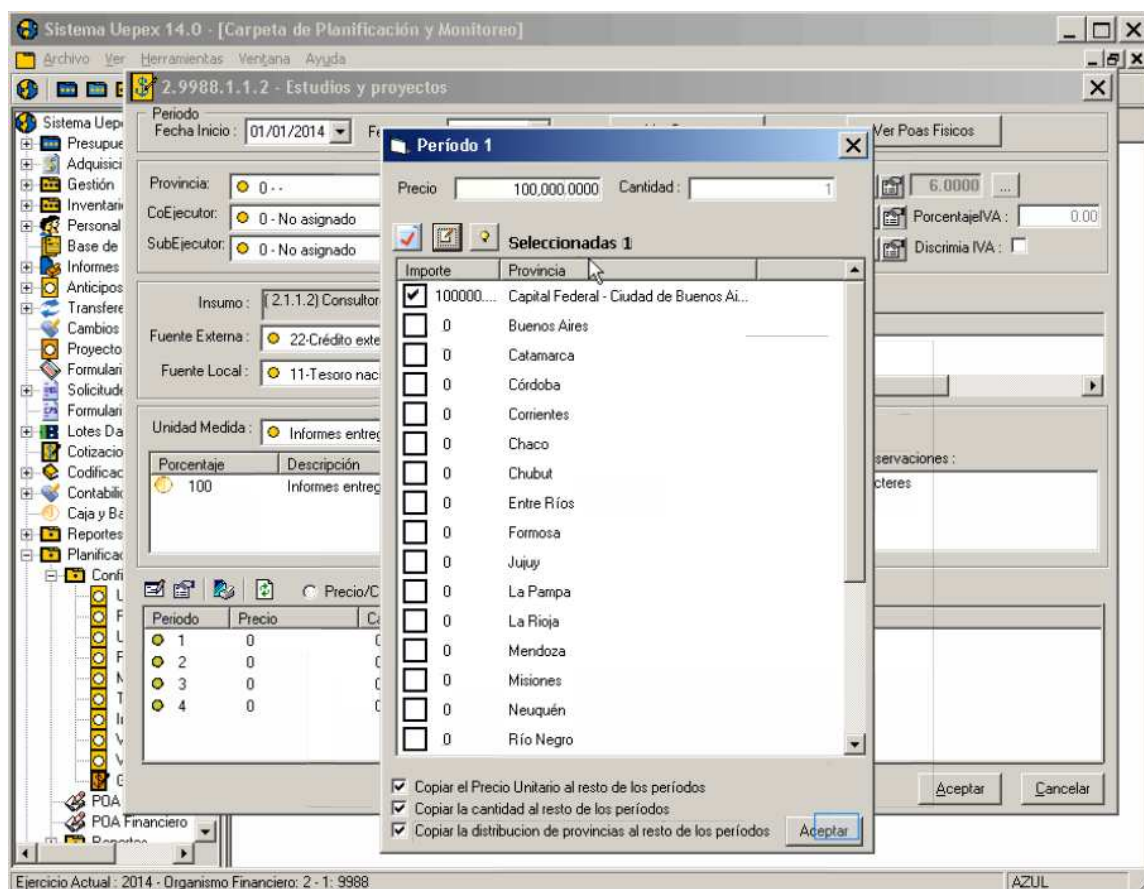 Sistema Uepex 14.0 - [Carpeta de Planificación y Monitoreo]
Archivo Ver Herramientas Ventana Ayuda
2.9988.1.1.2 - Estudios y proyectos
Sistema Uep
Presupue
Adquisici
Gestión
Inventari
Personal
Base de
Informes
Anticipos
Transfere
Cambios
Proyecto
Formulari
Solicitude
Formulari
Lotes Da
Cotizacio
Codificac
Contabilic
Caja y Ba
Reportes
Planificac
Confi
POA
POA Financiero
Periodo
Fecha Inicio : 01/01/2014
Ver Poas Fisicos
Provincia: 0 - -
CoEjecutor: 0 - No asignado
SubEjecutor: 0 - No asignado
6.0000 ...
PorcentajeIVA : 0.00
Discrimia IVA :
Insumo : ( 2.1.1.2) Consultor
Fuente Externa : 22-Crédito exte
Fuente Local : 11-Tesoro nac
Unidad Medida : Informes entreg
Porcentaje Descripción
100 Informes entreg
servaciones :
cteres
Precio/C
Periodo Precio Ca
1 0 0
2 0 0
3 0 0
4 0 0
Aceptar Cancelar
Período 1
Precio 100,000.0000 Cantidad : 1
Seleccionadas 1
Importe Provincia
100000.... Capital Federal - Ciudad de Buenos Ai...
0 Buenos Aires
0 Catamarca
0 Córdoba
0 Corrientes
0 Chaco
0 Chubut
0 Entre Ríos
0 Formosa
0 Jujuy
0 La Pampa
0 La Rioja
0 Mendoza
0 Misiones
0 Neuquén
0 Río Negro
Copiar el Precio Unitario al resto de los períodos
Copiar la cantidad al resto de los períodos
Copiar la distribucion de provincias al resto de los períodos
Aceptar
Ejercicio Actual : 2014 - Organismo Financiero: 2 - 1: 9988 AZUL